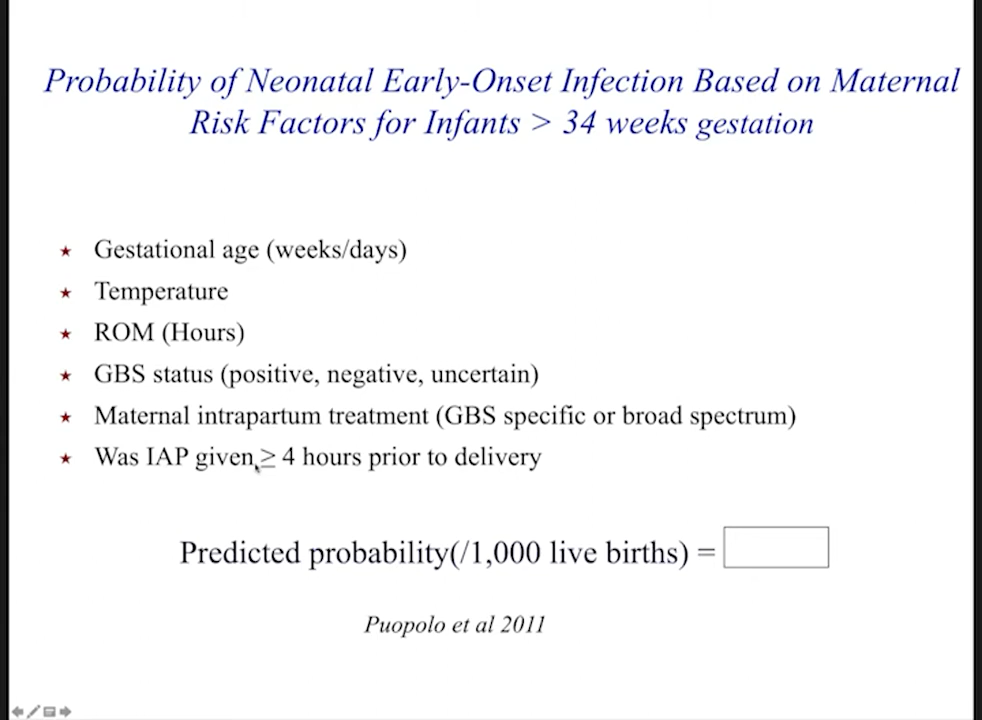 Probability of Neonatal Early-Onset Infection Based on Maternal
Risk Factors for Infants > 34 weeks gestation
Gestational age (weeks/days)
Temperature
ROM (Hours)
GBS status (positive, negative, uncertain)
Maternal intrapartum treatment (GBS specific or broad spectrum)
Was IAP given ≥ 4 hours prior to delivery
Predicted probability(/1,000 live births) =
Puopolo et al 2011